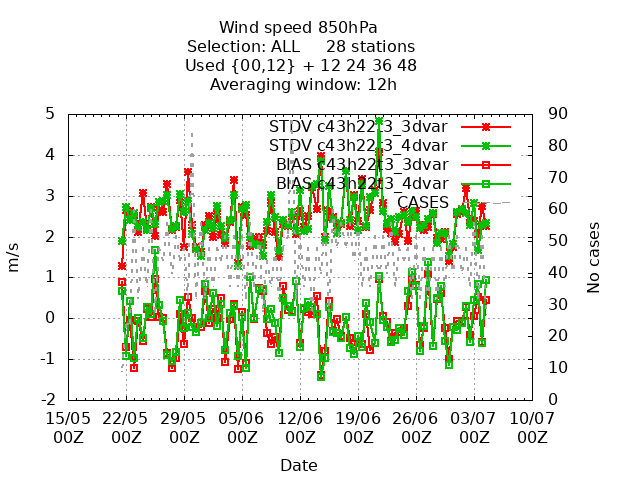 Wind speed 850hPa
Selection: ALL 28 stations
Used {00,12} + 12 24 36 48
Averaging window: 12h
STDV c43h22t3_3dvar
STDV c43h22t3_4dvar
BIAS c43h22t3_3dvar
BIAS c43h22t3_4dvar
CASES
m/s
5
4
3
2
1
0
-1
-2
No cases
90
80
70
60
50
40
30
20
10
0
15/05 22/05 29/05 05/06 12/06 19/06 26/06 03/07 10/07
00Z 00Z 00Z 00Z 00Z 00Z 00Z 00Z 00Z
Date